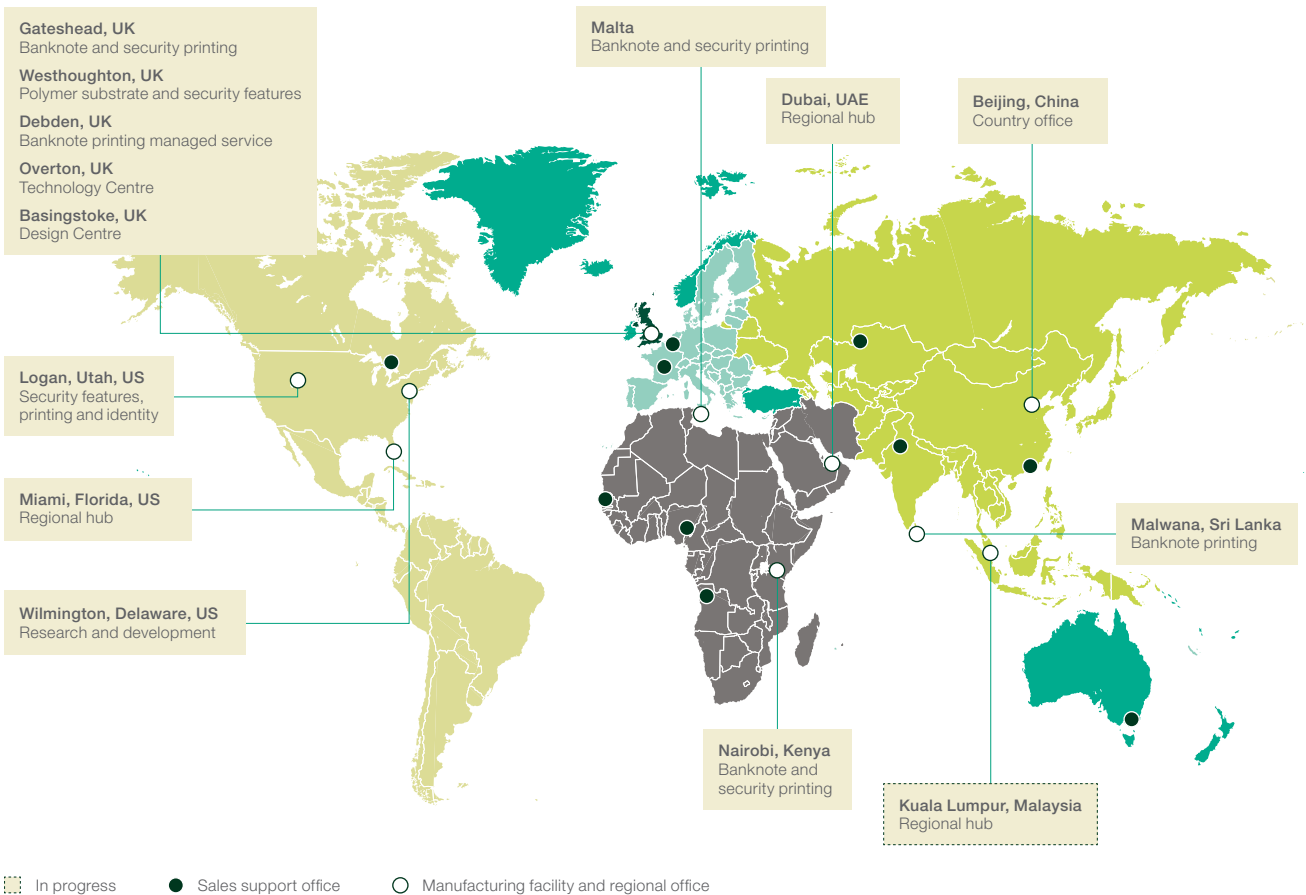 Gateshead, UK
Banknote and security printing
Westhoughton, UK
Polymer substrate and security features
Debden, UK
Banknote printing managed service
Overton, UK
Technology Centre
Basingstoke, UK
Design Centre
Malta
Banknote and security printing
Dubai, UAE
Regional hub
Beijing, China
Country office
Logan, Utah, US
Security features,
printing and identity
Miami, Florida, US
Regional hub
Wilmington, Delaware, US
Research and development
Malwana, Sri Lanka
Banknote printing
Nairobi, Kenya
Banknote and
security printing
Kuala Lumpur, Malaysia
Regional hub
In progress
Sales support office
Manufacturing facility and regional office